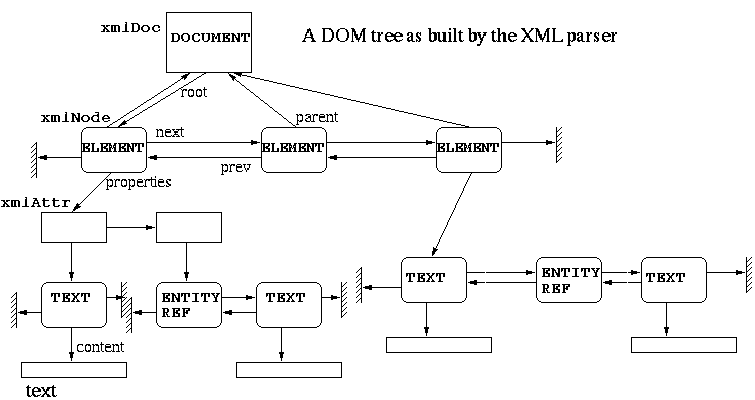 xmlDoc
DOCUMENT
A DOM tree as built by the XML parser
root
xmlNode
parent
ELEMENT
next
ELEMENT
ELEMENT
prev
properties
xmlAttr
TEXT
ENTITY
REF
TEXT
TEXT
ENTITY
REF
TEXT
content
text